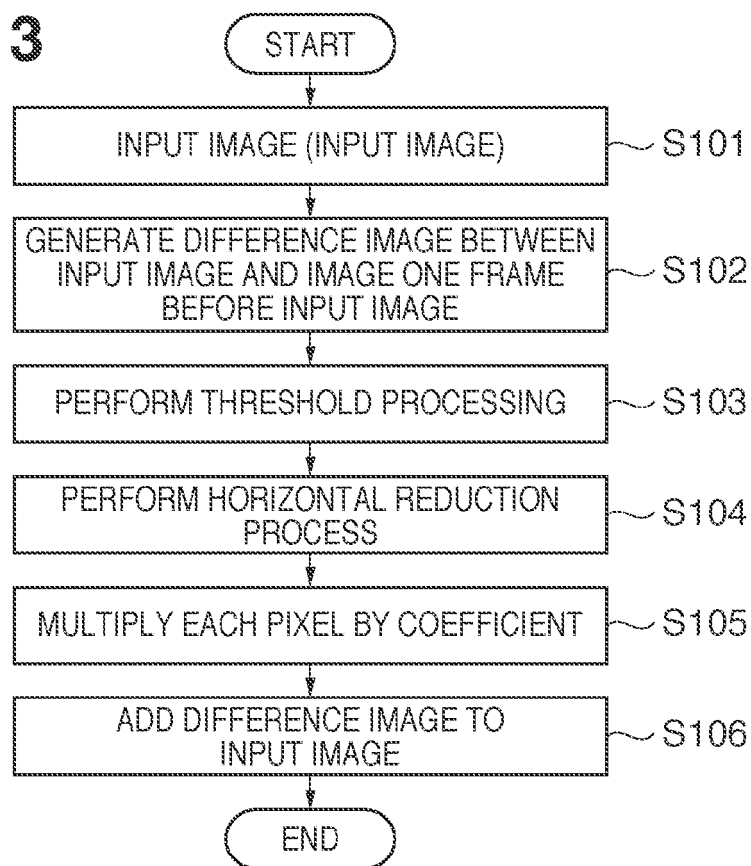 3
START
INPUT IMAGE (INPUT IMAGE)
S101
GENERATE DIFFERENCE IMAGE BETWEEN
INPUT IMAGE AND IMAGE ONE FRAME
BEFORE INPUT IMAGE
S102
PERFORM THRESHOLD PROCESSING
S103
PERFORM HORIZONTAL REDUCTION
PROCESS
S104
MULTIPLY EACH PIXEL BY COEFFICIENT
S105
ADD DIFFERENCE IMAGE TO
INPUT IMAGE
S106
END